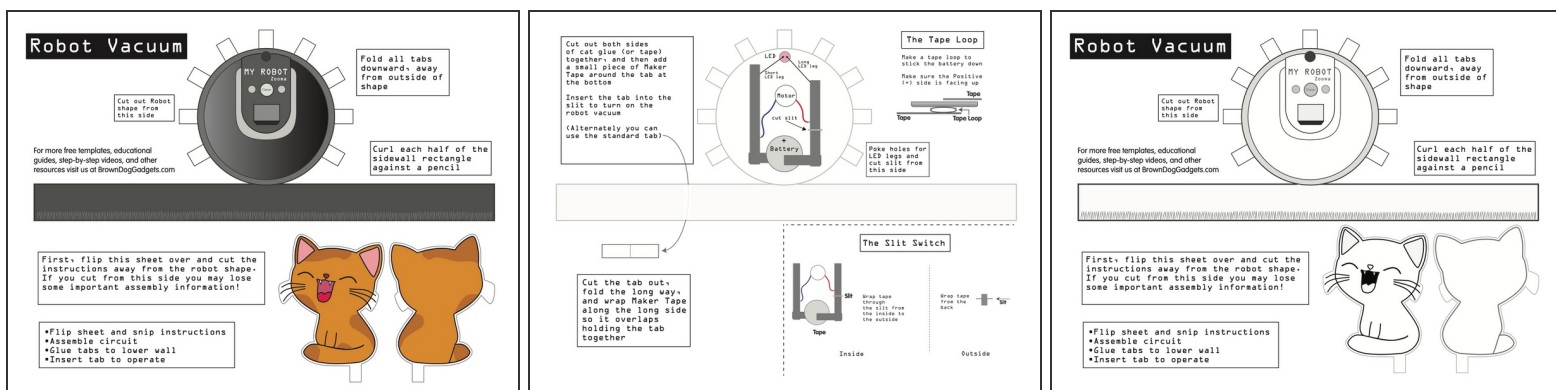 Robot Vacuum
MY ROBOT
Zooma
Fold all tabs
downward, away
from outside of
shape
Cut out Robot
shape from
this side
For more free templates, educational
guides, step-by-step videos, and other
resources visit us at BrownDogGadgets.com
Curl each half of the
sidewall rectangle
against a pencil
First, flip this sheet over and cut the
instructions away from the robot shape.
If you cut from this side you may lose
some important assembly information!
•Flip sheet and snip instructions
•Assemble circuit
•Glue tabs to lower wall
•Insert tab to operate
Cut out both sides
of cat glue (or tape)
together, and then add
a small piece of Maker
Tape around the tab at
the bottom
Insert the tab into the
slit to turn on the
robot vacuum
(Alternately you can
use the standard tab)
LED
Short
LED leg
Long
LED leg
Motor
cut slit
+
Battery
The Tape Loop
Make a tape loop to
stick the battery down
Make sure the Positive
(+) side is facing up
Tape
Tape
Tape Loop
Poke holes for
LED legs and
cut slit from
this side
Cut the tab out,
fold the long way,
and wrap Maker Tape
along the long side
so it overlaps
holding the tab
together
The Slit Switch
Slit
Wrap tape
through
the slit from
the inside to
the outside
Tape
Inside
Wrap tape
from the
back
Slit
Outside
Robot Vacuum
MY ROBOT
Zooma
Fold all tabs
downward, away
from outside of
shape
Cut out Robot
shape from
this side
For more free templates, educational
guides, step-by-step videos, and other
resources visit us at BrownDogGadgets.com
Curl each half of the
sidewall rectangle
against a pencil
First, flip this sheet over and cut the
instructions away from the robot shape.
If you cut from this side you may lose
some important assembly information!
•Flip sheet and snip instructions
•Assemble circuit
•Glue tabs to lower wall
•Insert tab to operate